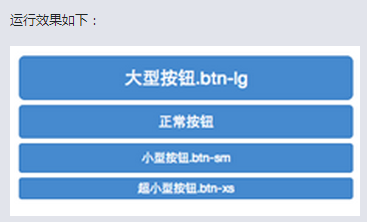 运行效果如下：
大型按钮.btn-lg
正常按钮
小型按钮.btn-sm
超小型按钮.btn-xs